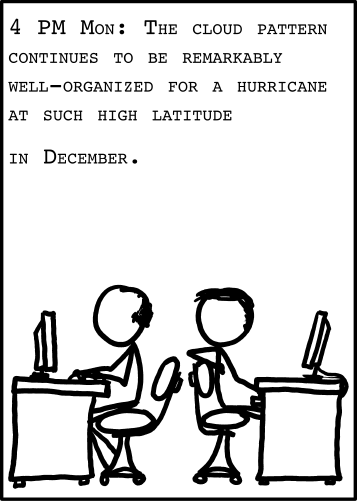 4 PM Mon: The cloud pattern
continues to be remarkably
well-organized for a hurricane
at such high latitude
in December.